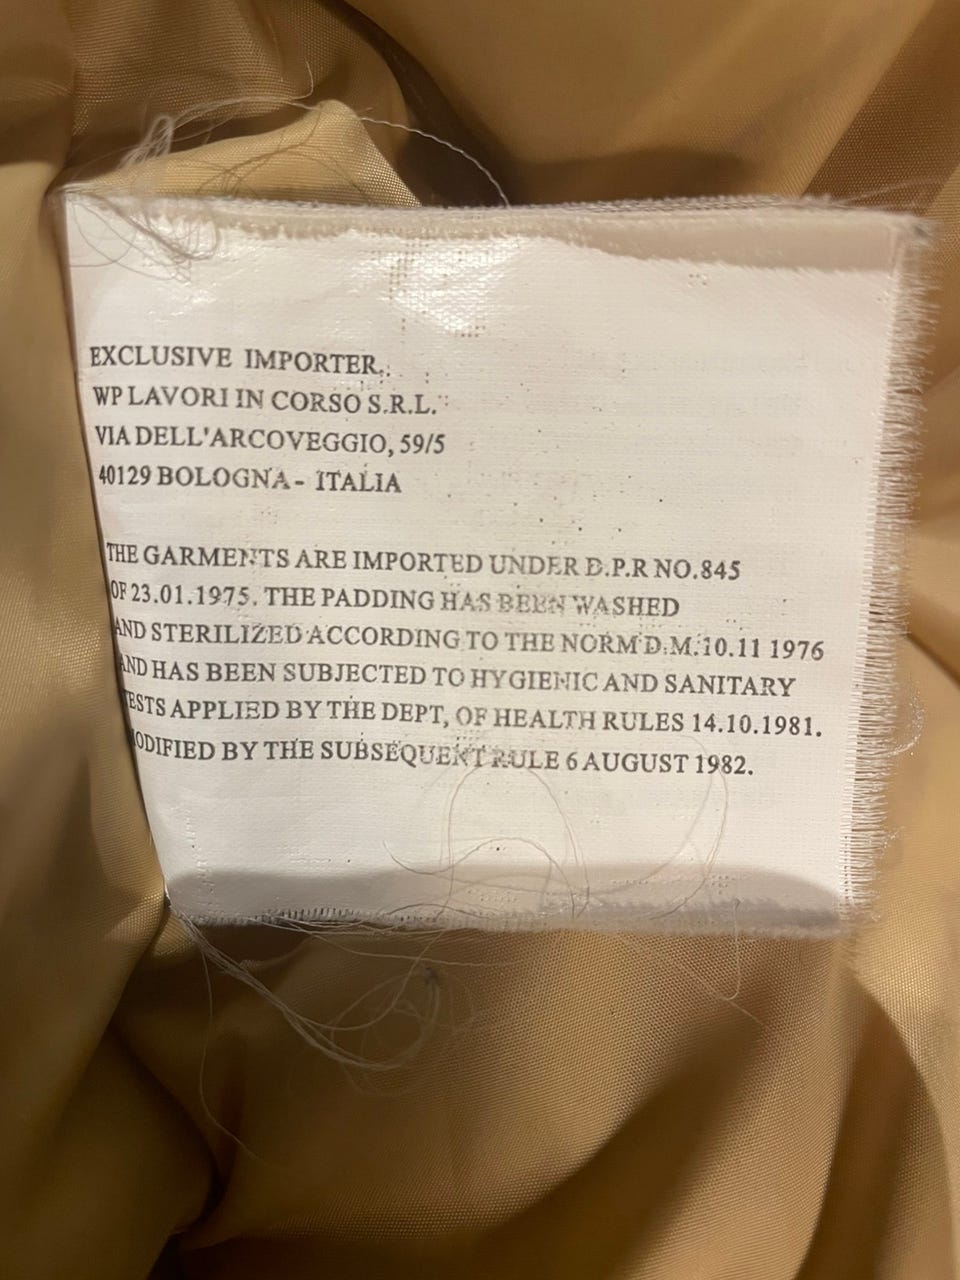 EXCLUSIVE IMPORTER.
WP LAVORI IN CORSO S.R.L.
VIA DELL'ARCOVEGGIO, 59/5
40129 BOLOGNA - ITALIA
THE GARMENTS ARE IMPORTED UNDER D.P.R NO.845
OF 23.01.1975. THE PADDING HAS BEEN WASHED
AND STERILIZED ACCORDING TO THE NORM D.M.10.11 1976
AND HAS BEEN SUBJECTED TO HYGIENIC AND SANITARY
TESTS APPLIED BY THE DEPT, OF HEALTH RULES 14.10.1981.
MODIFIED BY THE SUBSEQUENT RULE 6 AUGUST 1982.